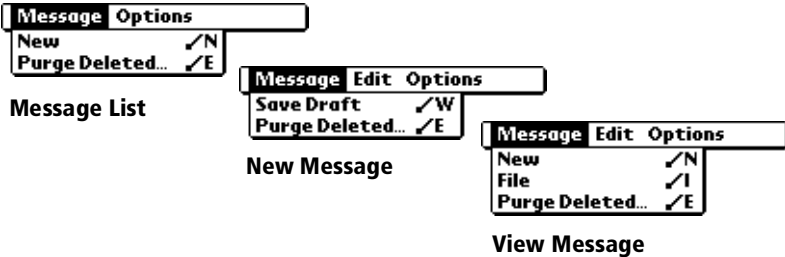 Message Options
New ⁄N
Purge Deleted... ⁄E
Message List
Message Edit Options
Save Draft ⁄W
Purge Deleted... ⁄E
New Message
Message Edit Options
New ⁄N
File ⁄I
Purge Deleted... ⁄E
View Message